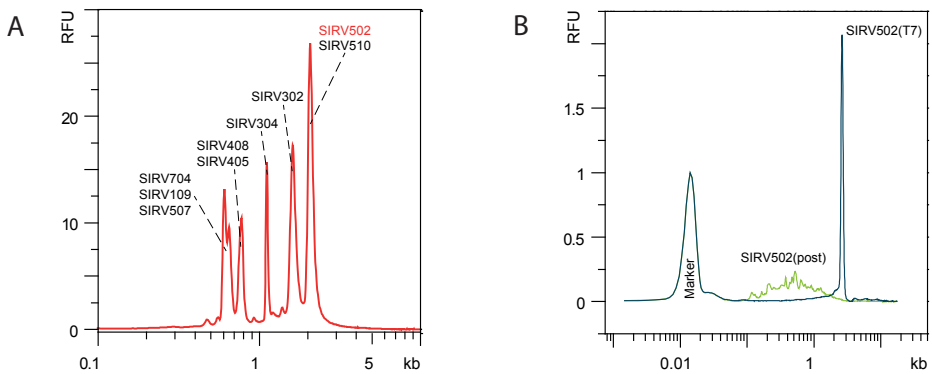 A
RFU
20
10
0
0.1
1
5
kb
SIRV502
SIRV510
SIRV302
SIRV304
SIRV408
SIRV405
SIRV704
SIRV109
SIRV507
B
RFU
1
1.5
1
0.5
0
0.01
1
kb
SIRV502(T7)
SIRV502(post)
Marker